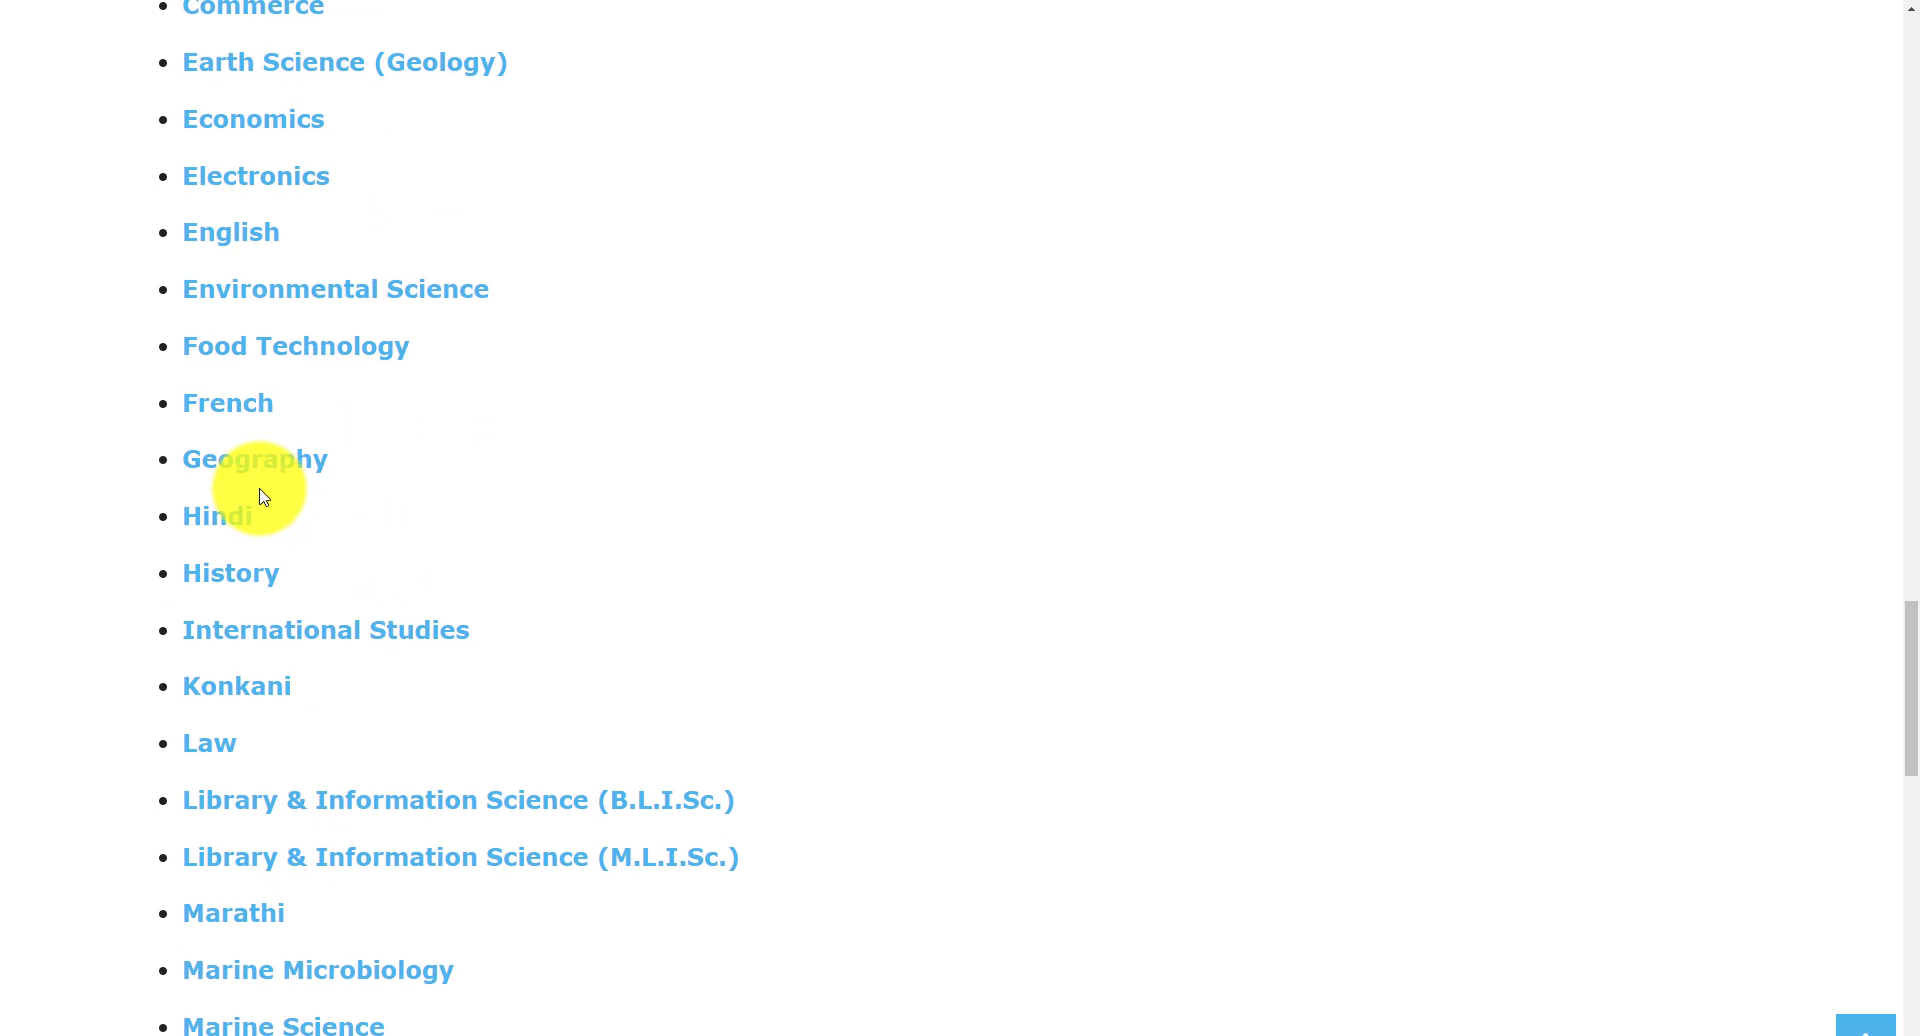 Commerce
Earth Science (Geology)
Economics
Electronics
English
Environmental Science
Food Technology
French
Geography
Hindi
History
International Studies
Konkani
Law
Library & Information Science (B.L.I.Sc.)
Library & Information Science (M.L.I.Sc.)
Marathi
Marine Microbiology
Marine Science